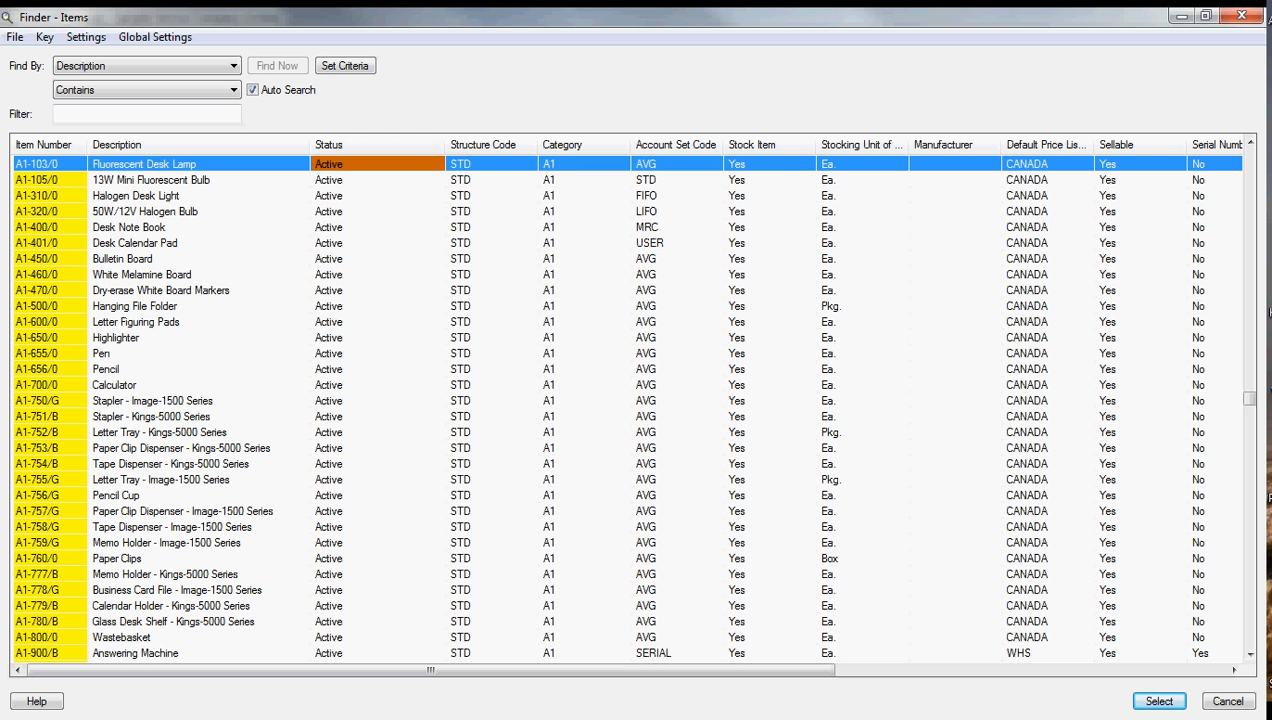 Finder - Items
File Key Settings Global Settings
Find By: Description Find Now Set Criteria
Contains Auto Search
Filter:
Item Number Description Status Structure Code Category Account Set Code Stock Item Stocking Unit of ... Manufacturer Default Price Lis... Sellable Serial Numb
A1-103/0 Fluorescent Desk Lamp Active STD A1 AVG Yes Ea. CANADA Yes No
A1-105/0 13W Mini Fluorescent Bulb Active STD A1 STD Yes Ea. CANADA Yes No
A1-310/0 Halogen Desk Light Active STD A1 FIFO Yes Ea. CANADA Yes No
A1-320/0 50W/12V Halogen Bulb Active STD A1 LIFO Yes Ea. CANADA Yes No
A1-400/0 Desk Note Book Active STD A1 MRC Yes Ea. CANADA Yes No
A1-401/0 Desk Calendar Pad Active STD A1 USER Yes Ea. CANADA Yes No
A1-450/0 Bulletin Board Active STD A1 AVG Yes Ea. CANADA Yes No
A1-460/0 White Melamine Board Active STD A1 AVG Yes Ea. CANADA Yes No
A1-470/0 Dry-erase White Board Markers Active STD A1 AVG Yes Ea. CANADA Yes No
A1-500/0 Hanging File Folder Active STD A1 AVG Yes Pkg. CANADA Yes No
A1-600/0 Letter Figuring Pads Active STD A1 AVG Yes Ea. CANADA Yes No
A1-650/0 Highlighter Active STD A1 AVG Yes Ea. CANADA Yes No
A1-655/0 Pen Active STD A1 AVG Yes Ea. CANADA Yes No
A1-656/0 Pencil Active STD A1 AVG Yes Ea. CANADA Yes No
A1-700/0 Calculator Active STD A1 AVG Yes Ea. CANADA Yes No
A1-750/G Stapler - Image-1500 Series Active STD A1 AVG Yes Ea. CANADA Yes No
A1-751/B Stapler - Kings-5000 Series Active STD A1 AVG Yes Ea. CANADA Yes No
A1-752/B Letter Tray - Kings-5000 Series Active STD A1 AVG Yes Pkg. CANADA Yes No
A1-753/B Paper Clip Dispenser - Kings-5000 Series Active STD A1 AVG Yes Ea. CANADA Yes No
A1-754/B Tape Dispenser - Kings-5000 Series Active STD A1 AVG Yes Ea. CANADA Yes No
A1-755/G Letter Tray - Image-1500 Series Active STD A1 AVG Yes Pkg. CANADA Yes No
A1-756/G Pencil Cup Active STD A1 AVG Yes Ea. CANADA Yes No
A1-757/G Paper Clip Dispenser - Image-1500 Series Active STD A1 AVG Yes Ea. CANADA Yes No
A1-758/G Tape Dispenser - Image-1500 Series Active STD A1 AVG Yes Ea. CANADA Yes No
A1-759/G Memo Holder - Image-1500 Series Active STD A1 AVG Yes Ea. CANADA Yes No
A1-760/0 Paper Clips Active STD A1 AVG Yes Box CANADA Yes No
A1-777/B Memo Holder - Kings-5000 Series Active STD A1 AVG Yes Ea. CANADA Yes No
A1-778/G Business Card File - Image-1500 Series Active STD A1 AVG Yes Ea. CANADA Yes No
A1-779/B Calendar Holder - Kings-5000 Series Active STD A1 AVG Yes Ea. CANADA Yes No
A1-780/B Glass Desk Shelf - Kings-5000 Series Active STD A1 AVG Yes Ea. CANADA Yes No
A1-800/0 Wastebasket Active STD A1 AVG Yes Ea. CANADA Yes No
A1-900/B Answering Machine Active STD A1 SERIAL Yes Ea. WHS Yes Yes
Help Select Cancel